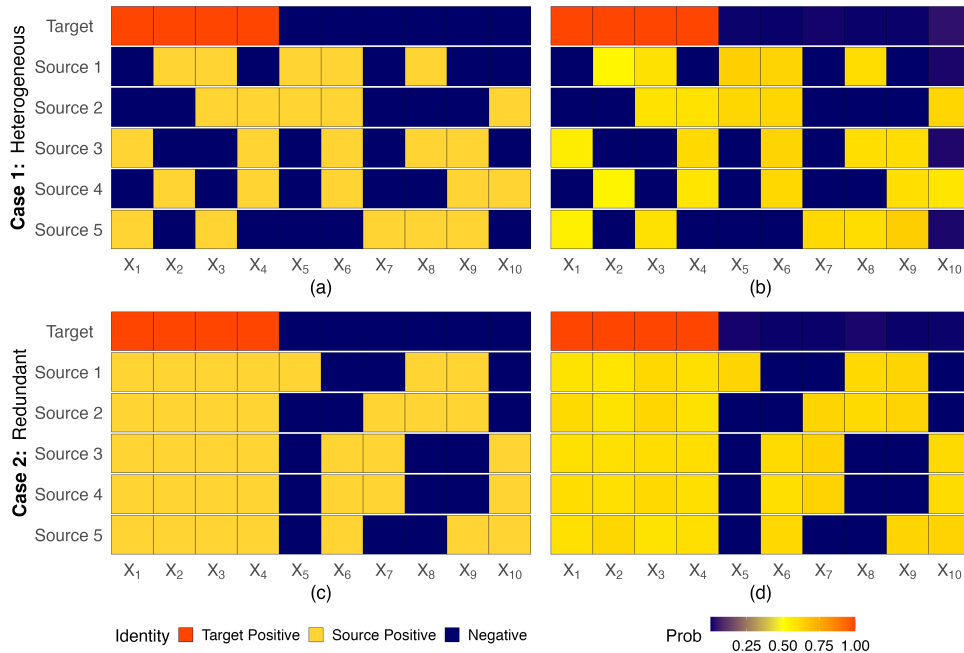 Case 1: Heterogeneous
Target
Source 1
Source 2
Source 3
Source 4
Source 5
X1 X2 X3 X4 X5 X6 X7 X8 X9 X10
(a)
X1 X2 X3 X4 X5 X6 X7 X8 X9 X10
(b)
Case 2: Redundant
Target
Source 1
Source 2
Source 3
Source 4
Source 5
X1 X2 X3 X4 X5 X6 X7 X8 X9 X10
(c)
X1 X2 X3 X4 X5 X6 X7 X8 X9 X10
(d)
Identity Target Positive Source Positive Negative
Prob
0.25 0.50 0.75 1.00